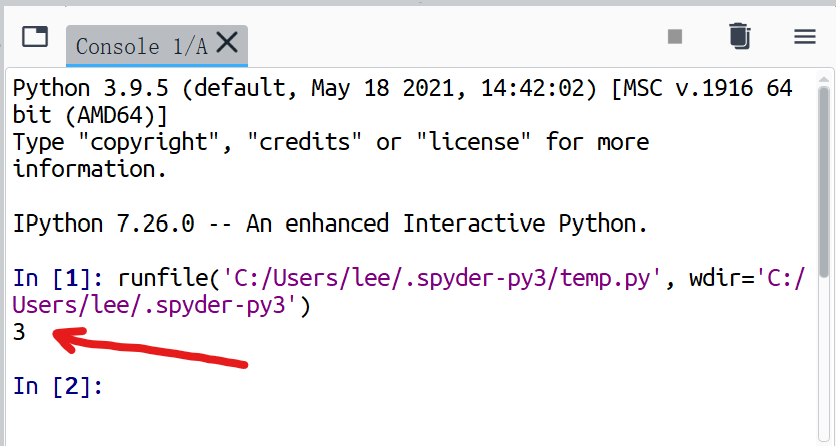 Console 1/A
Python 3.9.5 (default, May 18 2021, 14:42:02) [MSC v.1916 64
bit (AMD64)]
Type "copyright", "credits" or "license" for more
information.
IPython 7.26.0 -- An enhanced Interactive Python.
In [1]: runfile('C:/Users/lee/.spyder-py3/temp.py', wdir='C:/
Users/lee/.spyder-py3')
3
In [2]: